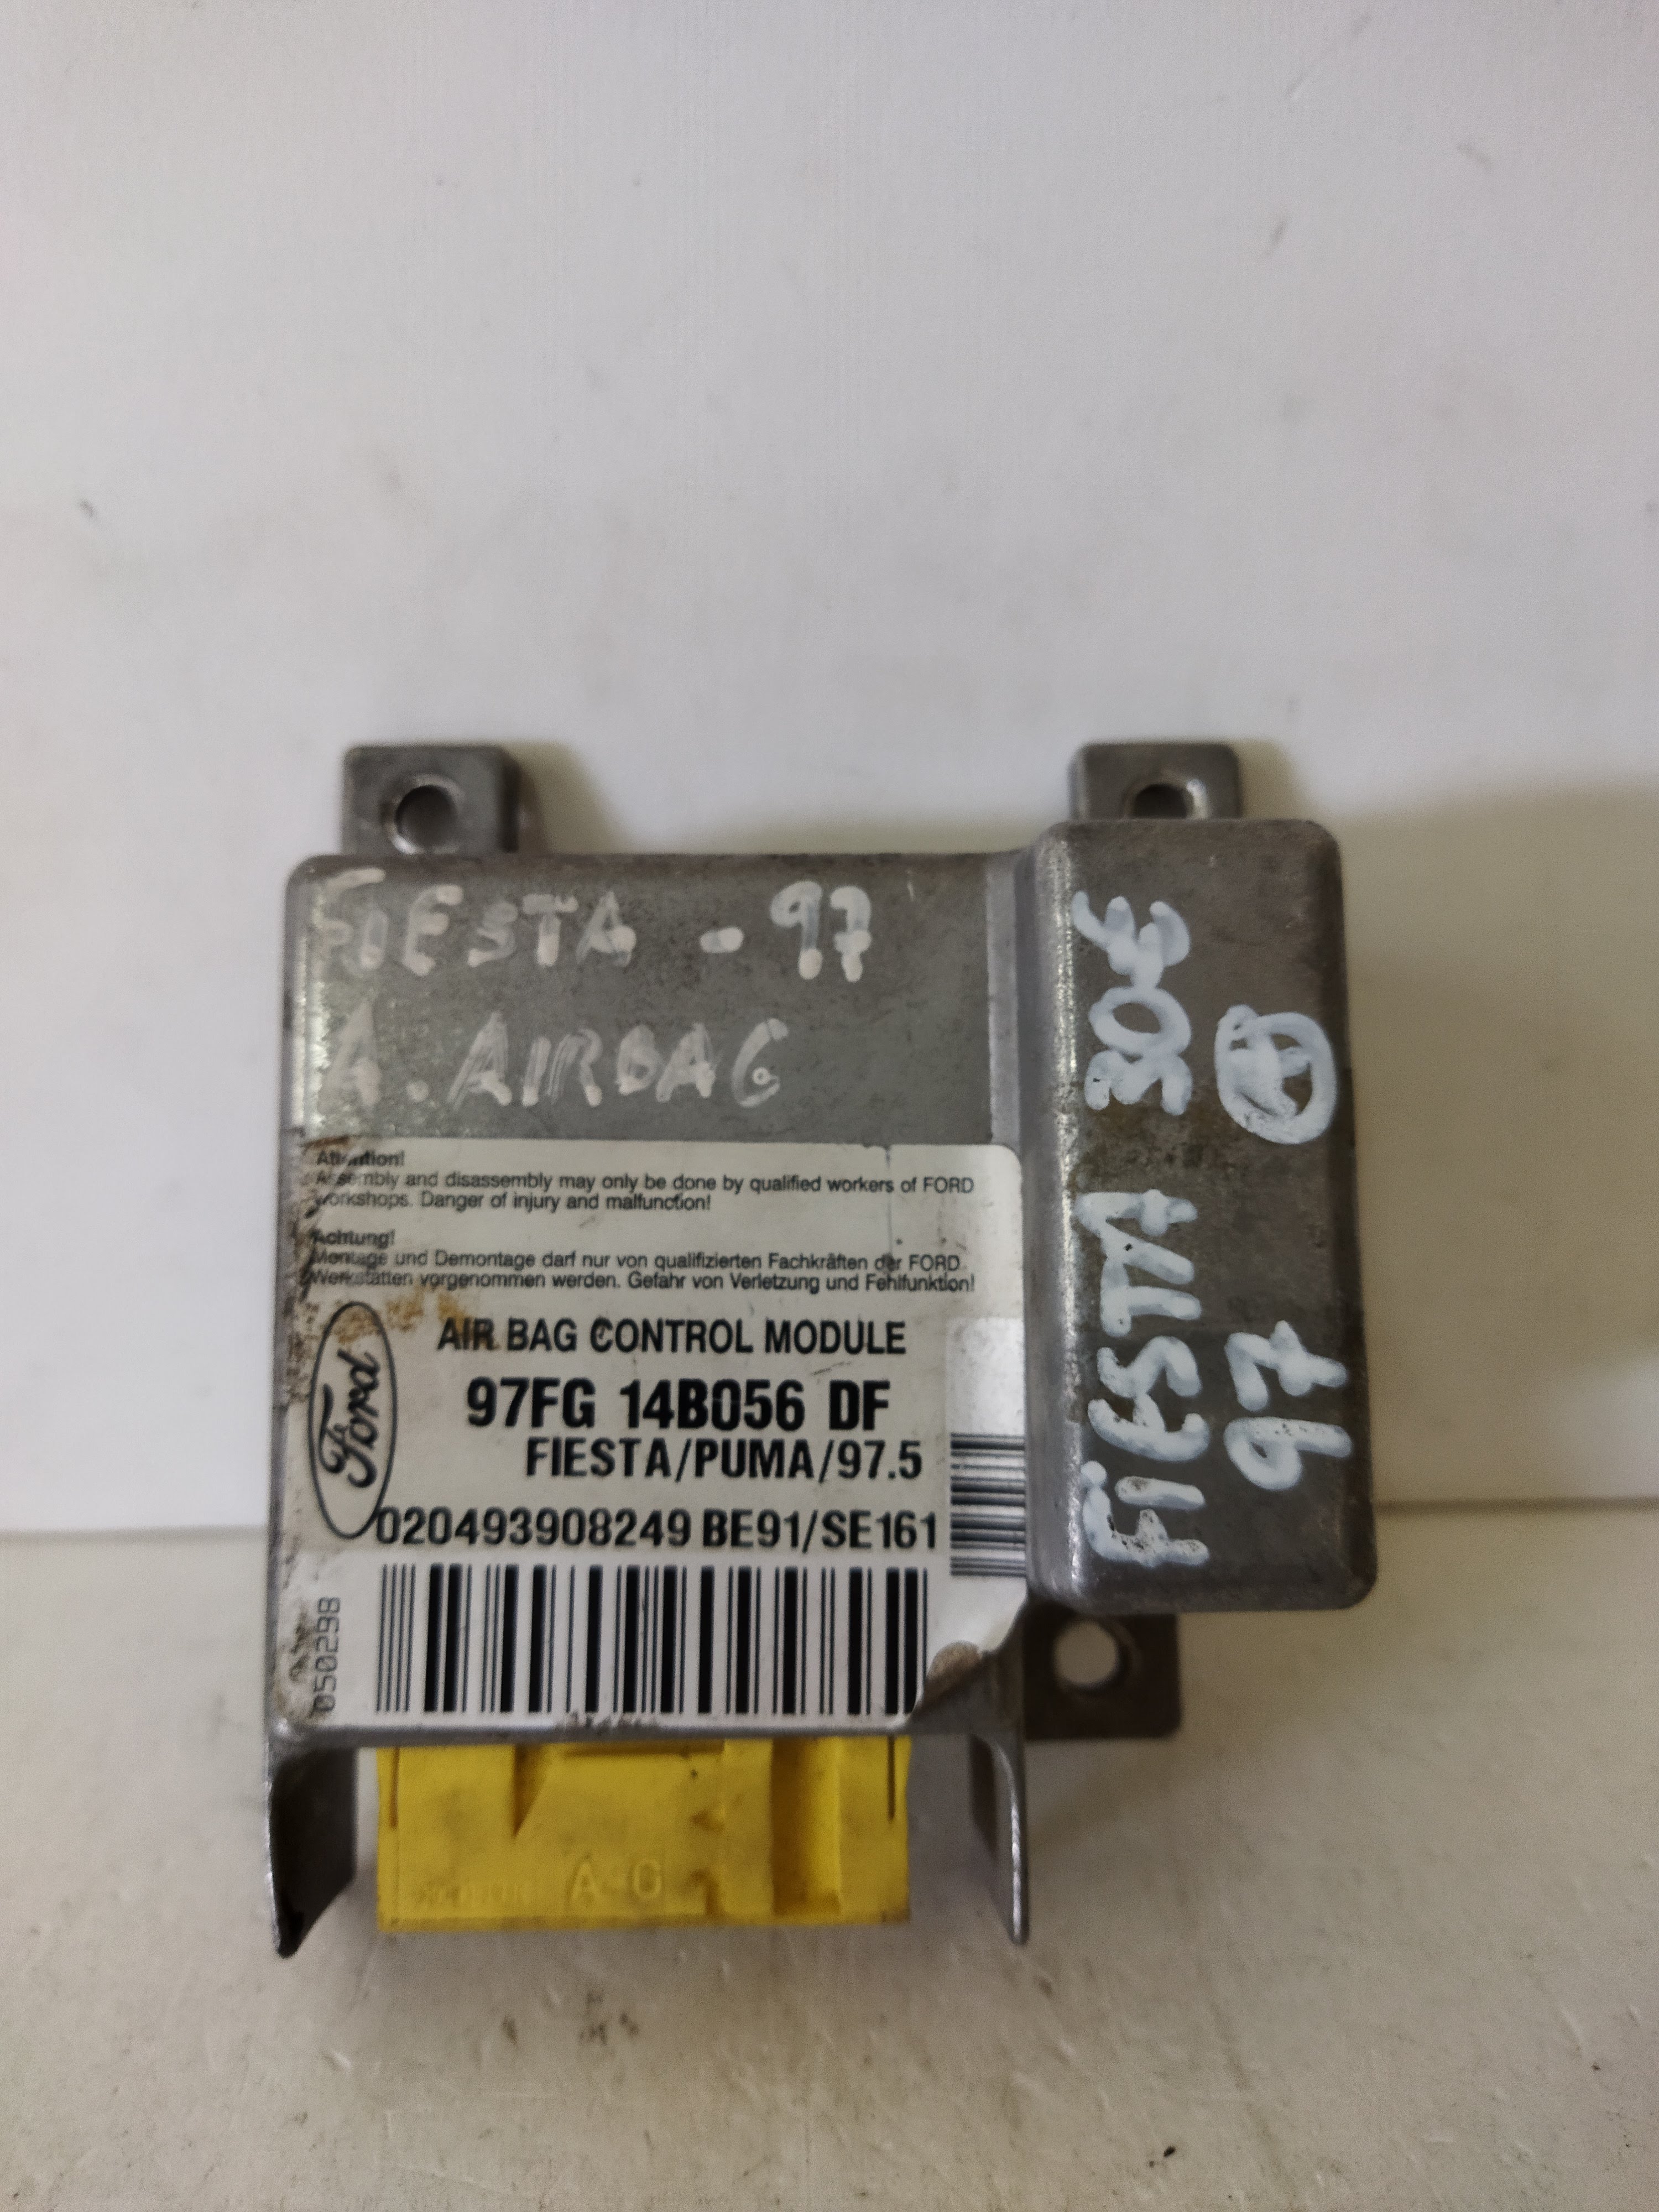 FIESTA - 97
A. AIRBAG
FIESTA 30€
97
Attention!
Assembly and disassembly may only be done by qualified workers of FORD
workshops. Danger of injury and malfunction!
Achtung!
Montage und Demontage darf nur von qualifizierten Fachkräften der FORD
Werkstätten vorgenommen werden. Gefahr von Verletzung und Fehlfunktion!
Ford
AIR BAG CONTROL MODULE
97FG 14B056 DF
FIESTA/PUMA/97.5
020493908249 BE91/SE161
050298
A G